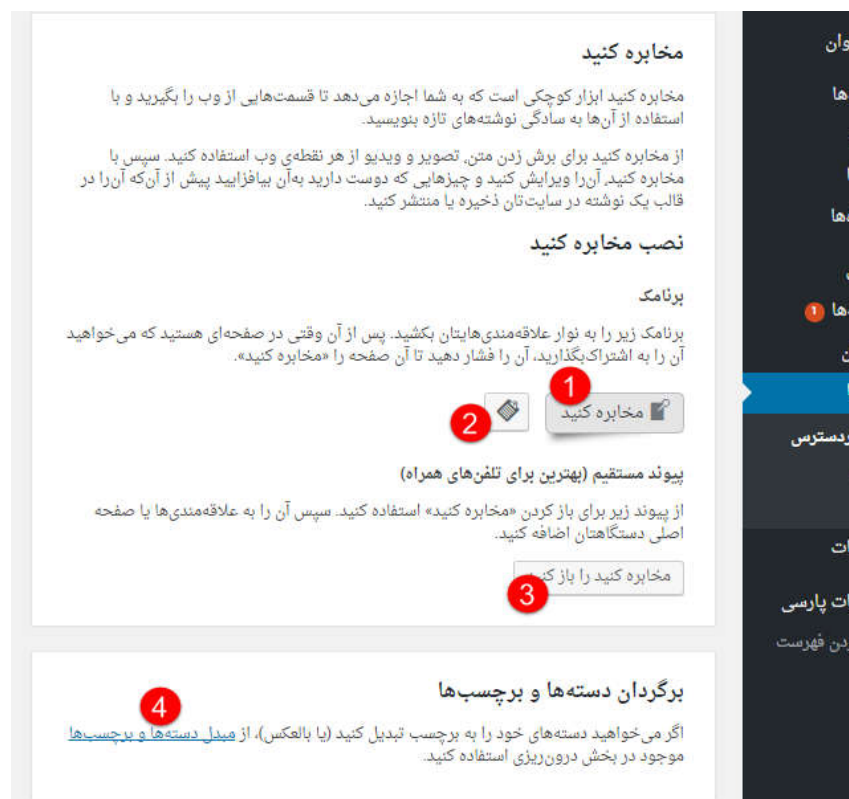 مخابره کنید
مخابره کنید ابزار کوچکی است که به شما اجازه می‌دهد تا قسمت‌هایی از وب را بگیرید و با
استفاده از آن‌ها به سادگی نوشته‌های تازه بنویسید.
از مخابره کنید برای برش زدن متن, تصویر و ویدیو از هر نقطه‌ی وب استفاده کنید. سپس با
مخابره کنید, آن‌را ویرایش کنید و چیزهایی که دوست دارید به‌آن بیافزایید پیش از آن‌که آن‌را در
قالب یک نوشته در سایت‌تان ذخیره یا منتشر کنید.
نصب مخابره کنید
برنامک
برنامک زیر را به نوار علاقه‌مندی‌هایتان بکشید. پس از آن وقتی در صفحه‌ای هستید که می‌خواهید
آن را به اشتراک‌بگذارید، آن را فشار دهید تا آن صفحه را «مخابره کنید».
1
مخابره کنید
2
پیوند مستقیم (بهترین برای تلفن‌های همراه)
از پیوند زیر برای باز کردن «مخابره کنید» استفاده کنید. سپس آن را به علاقه‌مندی‌ها یا صفحه
اصلی دستگاهتان اضافه کنید.
مخابره کنید را باز
3
برگردان دسته‌ها و برچسب‌ها
4
اگر می‌خواهید دسته‌های خود را به برچسب تبدیل کنید (یا بالعکس)، از مبدل دسته‌ها و برچسب‌ها
موجود در بخش درون‌ریزی استفاده کنید.
1
پارسی
فهرست